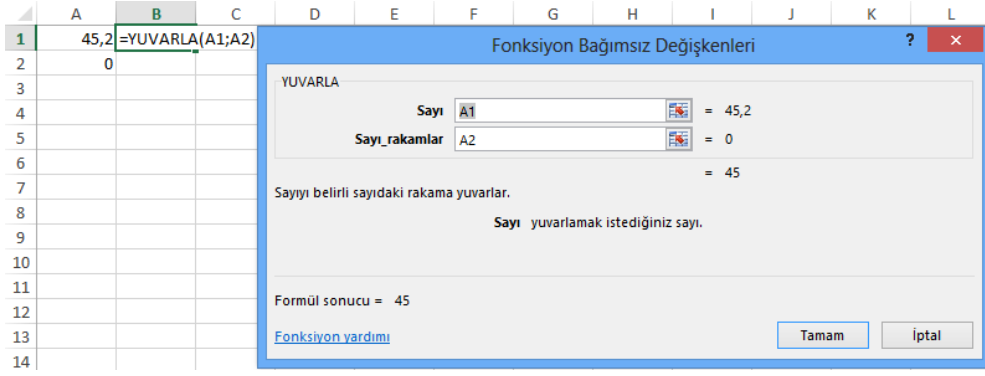 A B C D E F G H I J K L
1 45,2 =YUVARLA(A1;A2) Fonksiyon Bağımsız Değişkenleri ? ×
2 0
3 YUVARLA
4 Sayı A1 = 45,2
5 Sayı_rakamlar A2 = 0
6 = 45
7 Sayıyı belirli sayıdaki rakama yuvarlar.
8 Sayı yuvarlamak istediğiniz sayı.
9
10
11
12 Formül sonucu = 45
13 Fonksiyon yardımı Tamam İptal
14